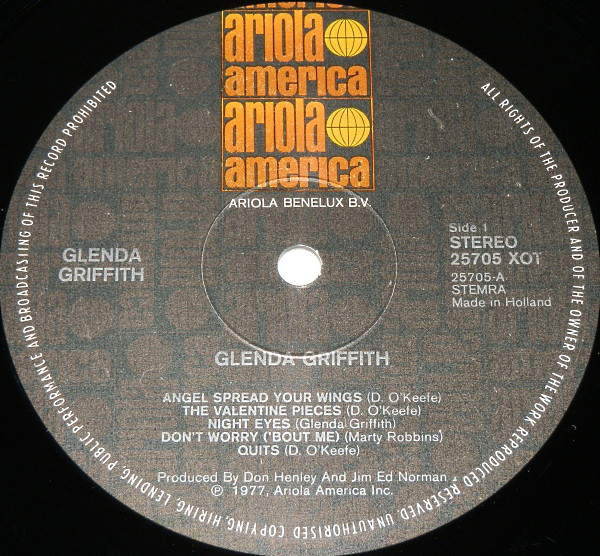 ariola
america
ariola
america
ARIOLA BENELUX B.V.
GLENDA
GRIFFITH
Side 1
STEREO
25705 XOT
25705-A
STEMRA
Made in Holland
GLENDA GRIFFITH
ANGEL SPREAD YOUR WINGS (D. O'Keefe)
THE VALENTINE PIECES (D. O'Keefe)
NIGHT EYES (Glenda Griffith)
DON'T WORRY ('BOUT ME) (Marty Robbins)
QUITS (D. O'Keefe)
Produced By Don Henley And Jim Ed Norman
℗ 1977, Ariola America Inc.
ALL RIGHTS OF THE PRODUCER AND OF THE OWNER OF THE WORK REPRODUCED RESERVED. UNAUTHORISED COPYING, HIRING, LENDING, PUBLIC PERFORMANCE AND BROADCASTING OF THIS RECORD PROHIBITED